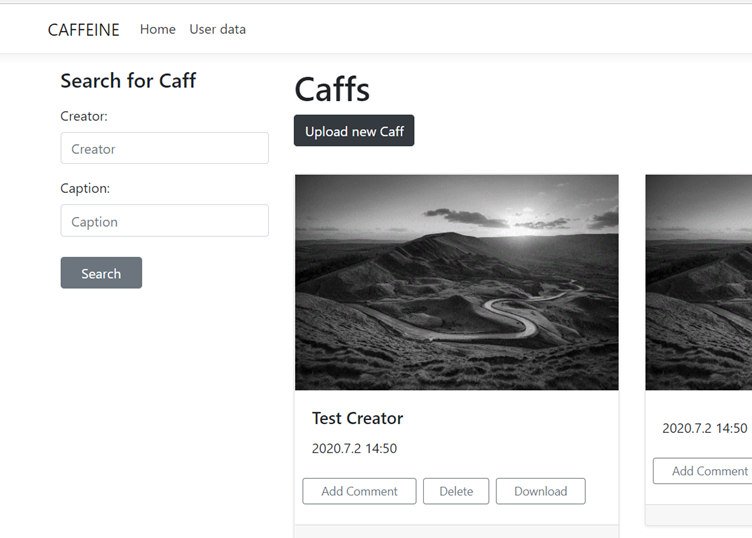 CAFFEINE Home User data
Search for Caff
Creator:
Creator
Caption:
Caption
Search
Caffs
Upload new Caff
Test Creator
2020.7.2 14:50
Add Comment Delete Download
2020.7.2 14:50
Add Comment